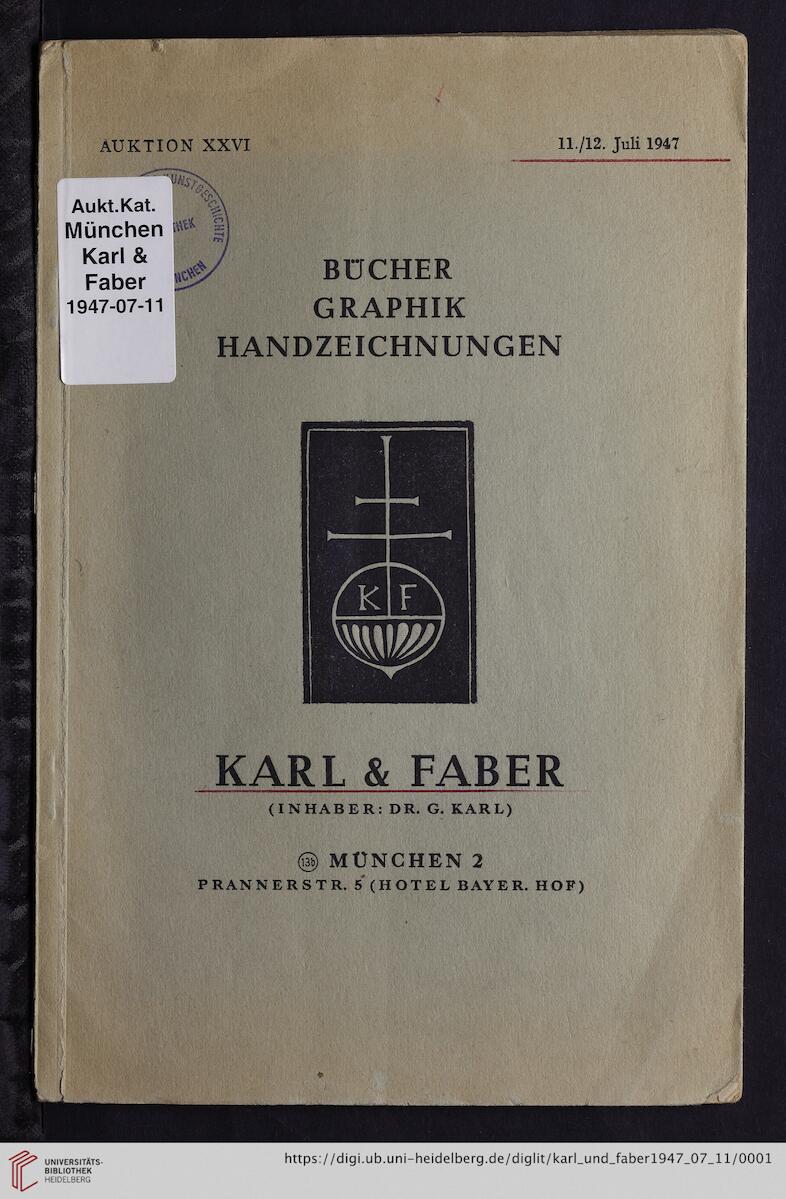 AUKTION XXVI
11./12. Juli 1947
KUNSTGESCHICHTE
Aukt.Kat.
München
Karl &
Faber
1947-07-11
BÜCHER
GRAPHIK
HANDZEICHNUNGEN
K F
KARL & FABER
(INHABER: DR. G. KARL)
13b MÜNCHEN 2
PRANNERSTR. 5 (HOTEL BAYER. HOF)
UNIVERSITÄTS-
BIBLIOTHEK
HEIDELBERG
https://digi.ub.uni-heidelberg.de/diglit/karl_und_faber1947_07_11/0001